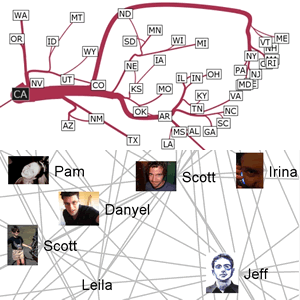 WA
MT
ND
OR
ID
MN
ME
SD
VT
NH
WI
MI
NY
MA
WY
NE
IA
RI
PA
NJ
NV
UT
CO
IL
IN
OH
MD
DE
CA
KS
MO
KY
VA
OK
TN
NC
AZ
NM
AR
SC
MS
AL
GA
TX
LA
Pam
Scott
Irina
Danyel
Scott
Jeff
Leila